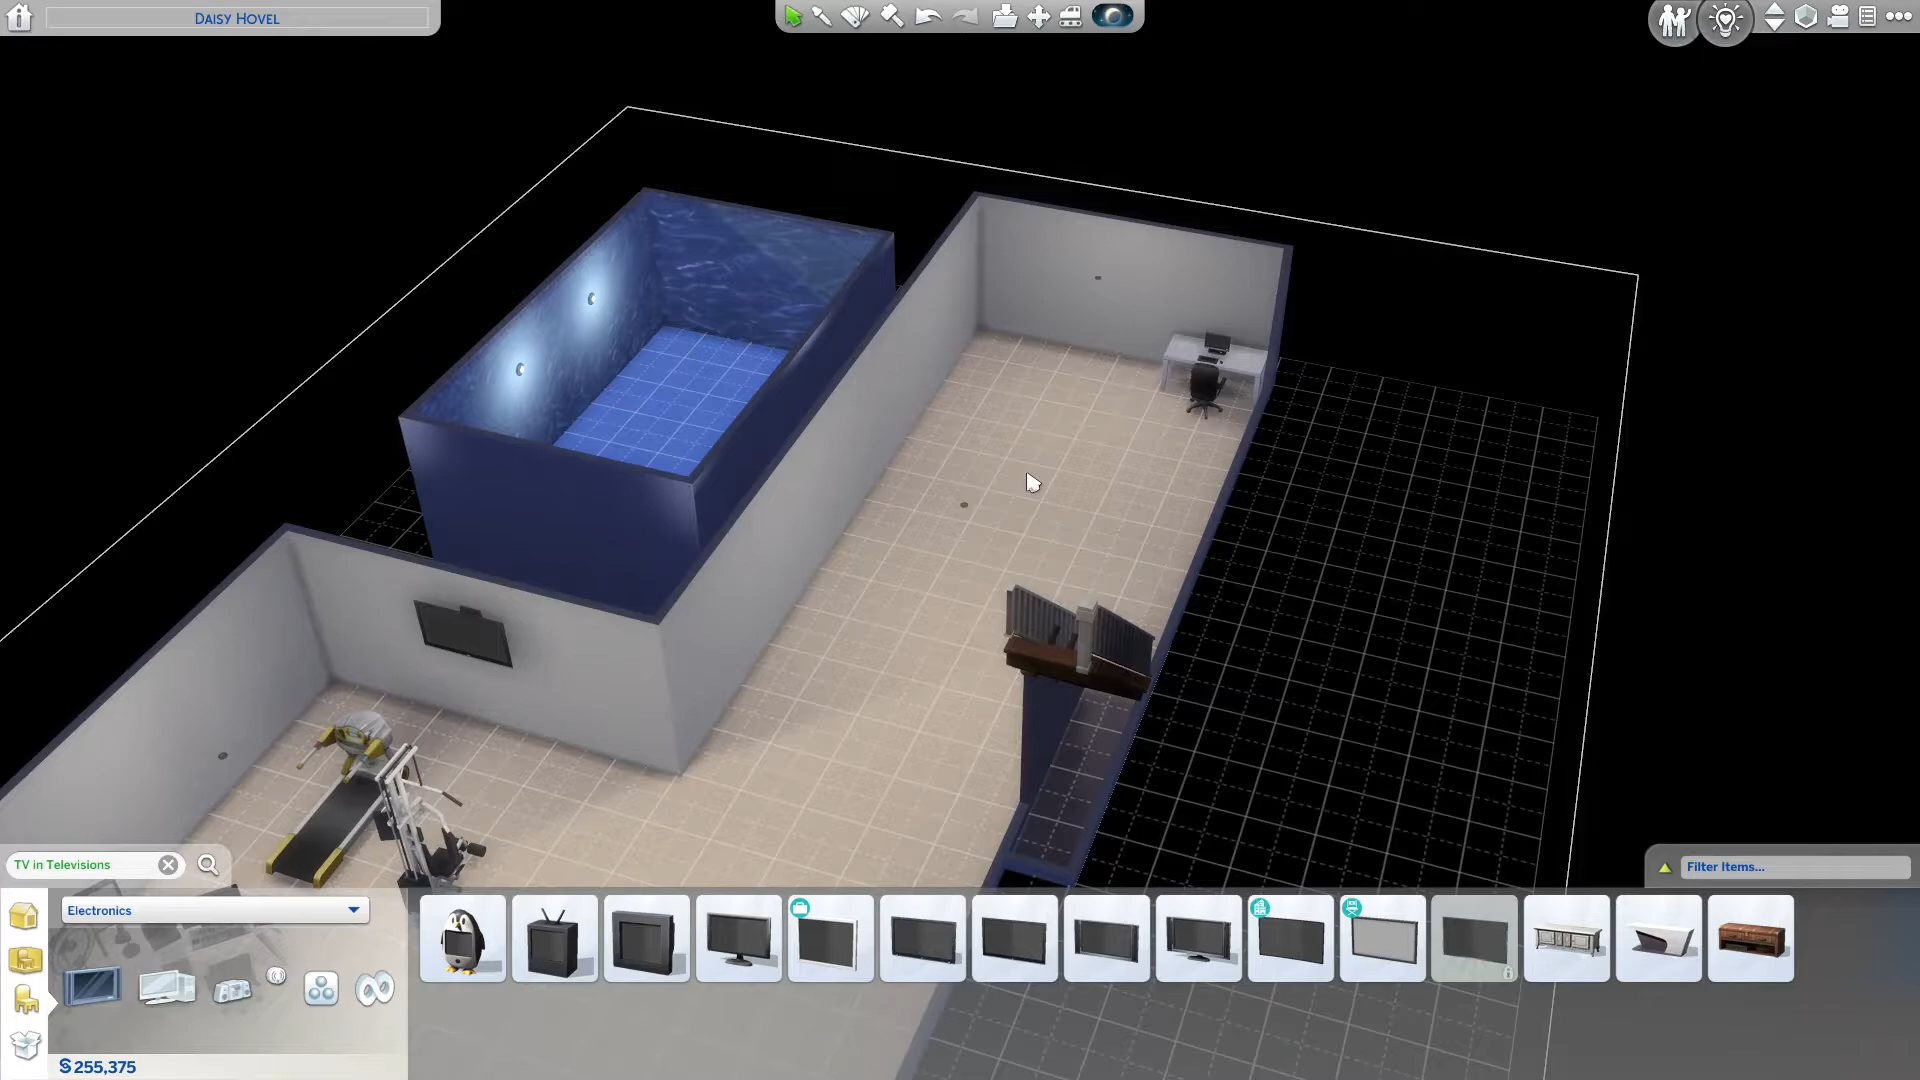 DAISY HOVEL
TV in Televisions
Filter Items...
Electronics
§255,375